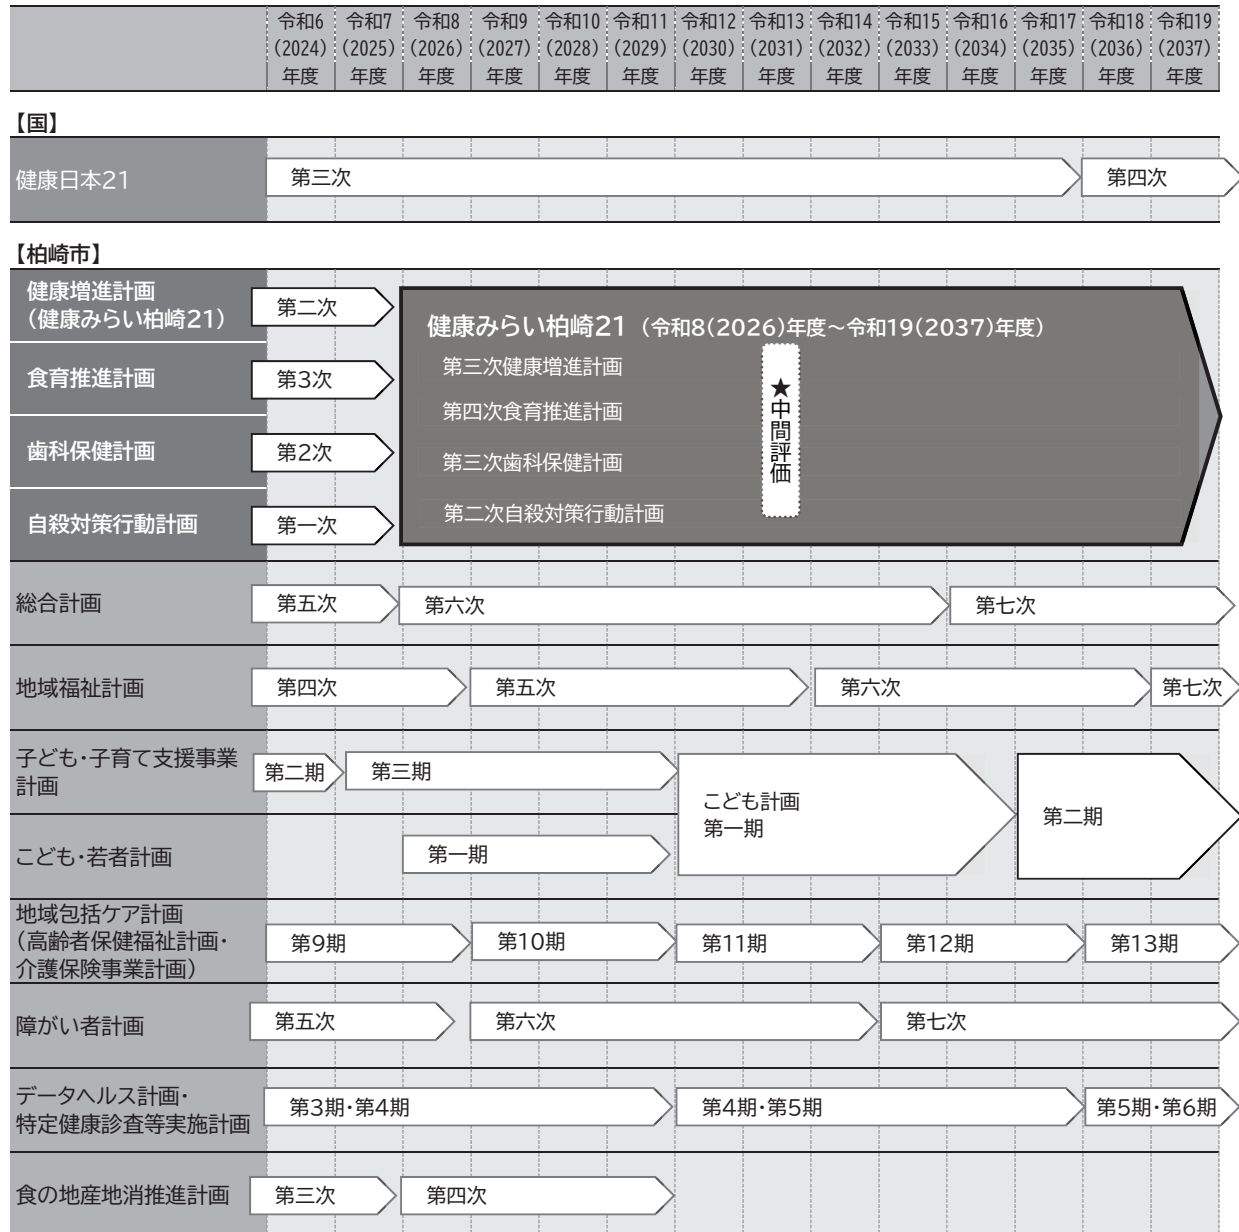 令和6 令和7 令和8 令和9 令和10 令和11 令和12 令和13 令和14 令和15 令和16 令和17 令和18 令和19
(2024) (2025) (2026) (2027) (2028) (2029) (2030) (2031) (2032) (2033) (2034) (2035) (2036) (2037)
年度 年度 年度 年度 年度 年度 年度 年度 年度 年度 年度 年度 年度 年度
【国】
健康日本21 第三次 第四次
【柏崎市】
健康増進計画
(健康みらい柏崎21)
第二次
食育推進計画
第3次
歯科保健計画
第2次
自殺対策行動計画
第一次
健康みらい柏崎21 (令和8(2026)年度~令和19(2037)年度)
第三次健康増進計画
第四次食育推進計画
第三次歯科保健計画
第二次自殺対策行動計画
★中間評価
総合計画 第五次 第六次 第七次
地域福祉計画 第四次 第五次 第六次 第七次
子ども・子育て支援事業
計画
第二期 第三期
こども計画
第一期
第二期
こども・若者計画 第一期
地域包括ケア計画
(高齢者保健福祉計画・
介護保険事業計画)
第9期 第10期 第11期 第12期 第13期
障がい者計画 第五次 第六次 第七次
データヘルス計画・
特定健康診査等実施計画
第3期・第4期 第4期・第5期 第5期・第6期
食の地産地消推進計画 第三次 第四次